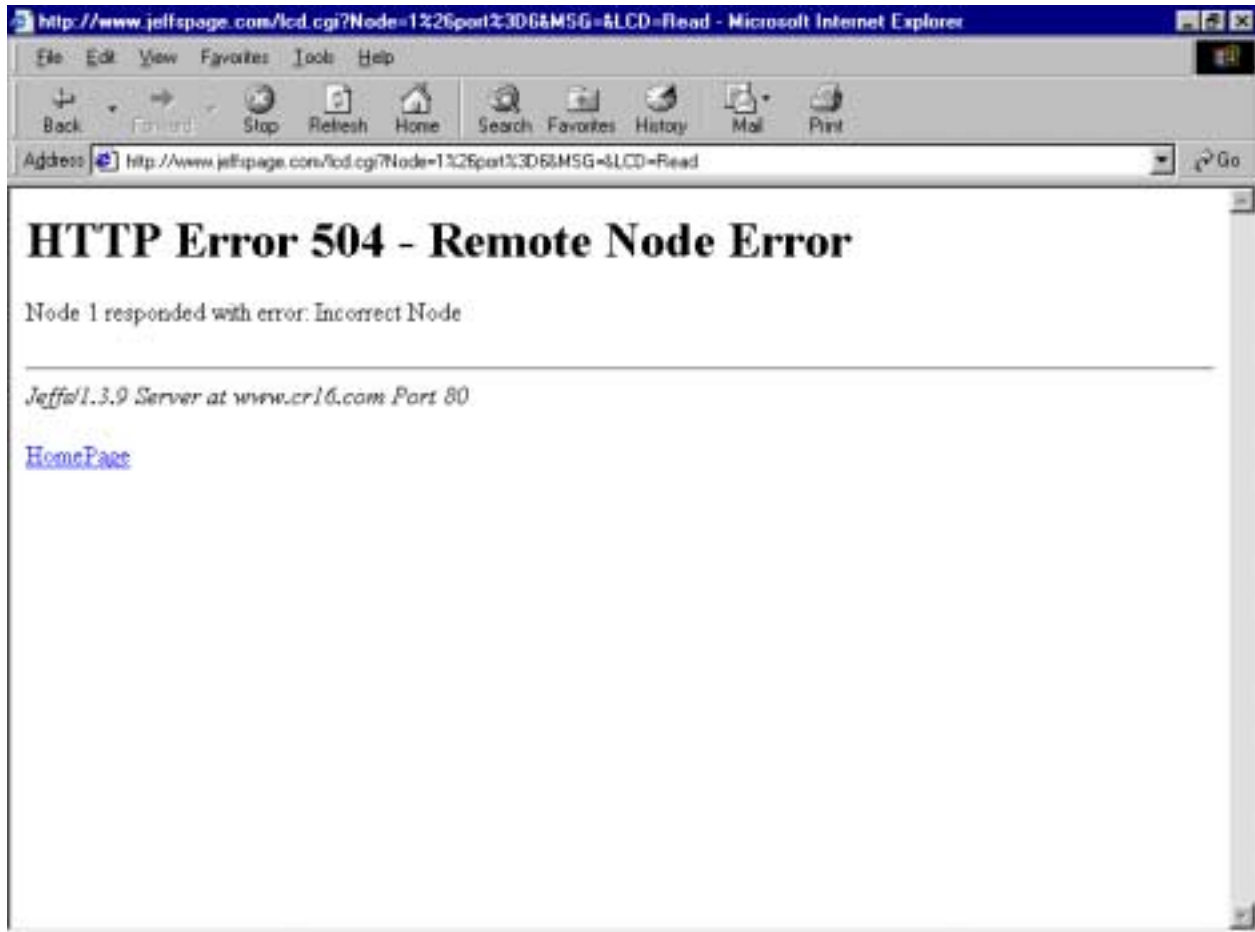 http://www.jeffspage.com/lcd.cgi?Node=1%26port%3D6&MSG=&LCD=Read - Microsoft Internet Explorer
File Edit View Favorites Tools Help
Back Forward Stop Refresh Home Search Favorites History Mail Print
Address http://www.jeffspage.com/lcd.cgi?Node=1%26port%3D6&MSG=&LCD=Read Go
HTTP Error 504 - Remote Node Error
Node 1 responded with error: Incorrect Node
Jeffs/1.3.9 Server at www.cr16.com Port 80
HomePage